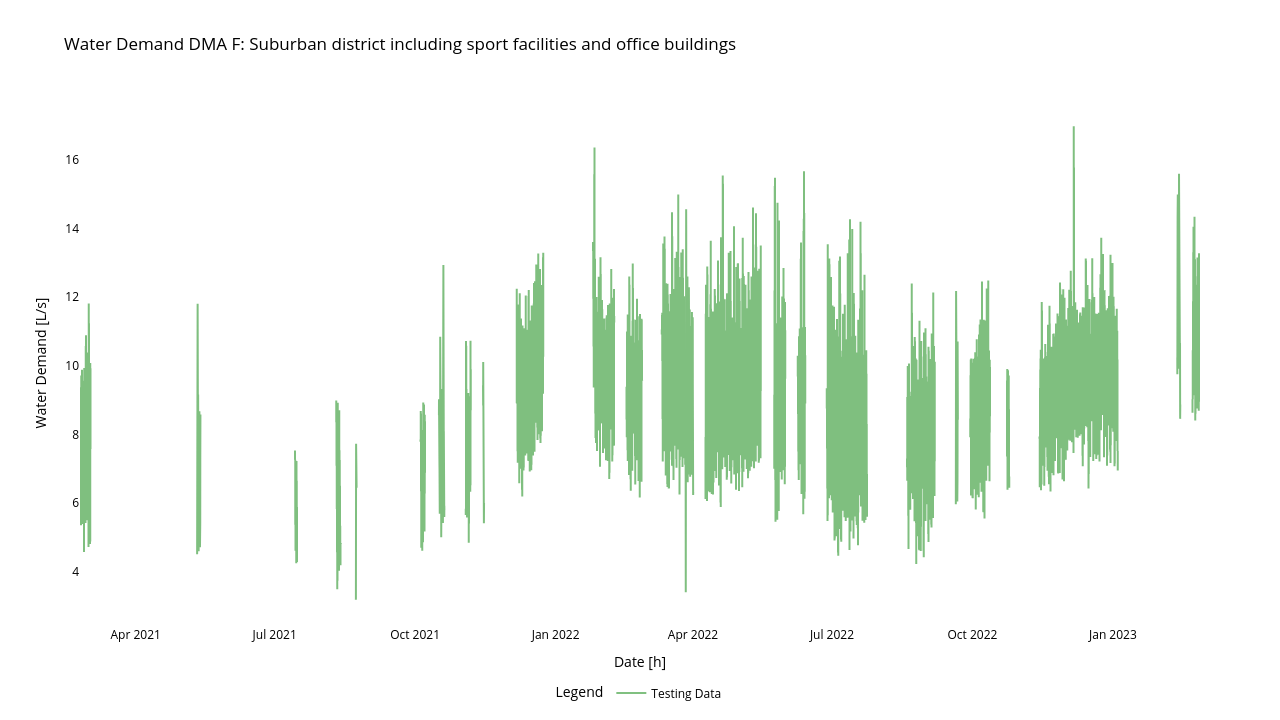 Water Demand DMA F: Suburban district including sport facilities and office buildings
16
14
12
10
8
6
4
Water Demand [L/s]
Apr 2021
Jul 2021
Oct 2021
Jan 2022
Apr 2022
Jul 2022
Oct 2022
Jan 2023
Date [h]
Legend
Testing Data